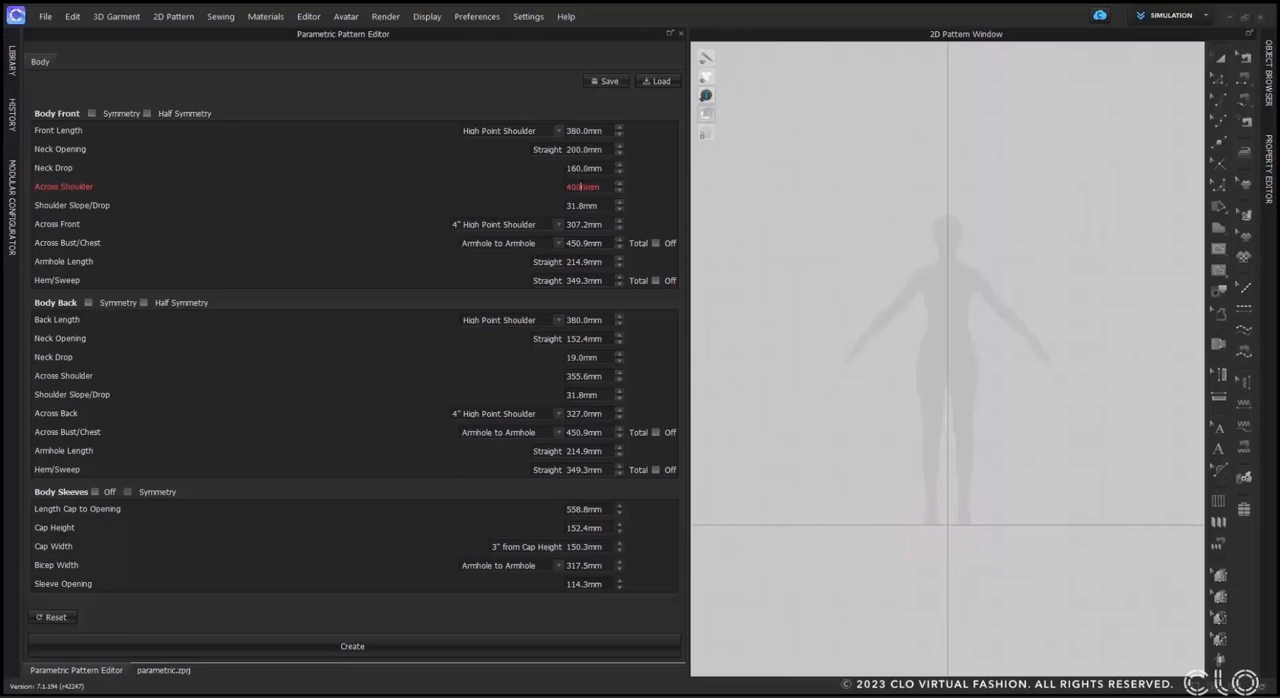 File Edit 3D Garment 2D Pattern Sewing Materials Editor Avatar Render Display Preferences Settings Help SIMULATION
Parametric Pattern Editor
2D Pattern Window
LIBRARY
HISTORY
MODULAR CONFIGURATOR
OBJECT BROWSER
PROPERTY EDITOR
Body
Save Load
Body Front Symmetry Half Symmetry
Front Length High Point Shoulder 380.0mm
Neck Opening Straight 200.0mm
Neck Drop 160.0mm
Across Shoulder
Shoulder Slope/Drop 31.8mm
Across Front 4" High Point Shoulder 307.2mm
Across Bust/Chest Armhole to Armhole 450.9mm Total Off
Armhole Length Straight 214.9mm
Hem/Sweep Straight 349.3mm Total Off
Body Back Symmetry Half Symmetry
Back Length High Point Shoulder 380.0mm
Neck Opening Straight 152.4mm
Neck Drop 19.0mm
Across Shoulder 355.6mm
Shoulder Slope/Drop 31.8mm
Across Back 4" High Point Shoulder 327.0mm
Across Bust/Chest Armhole to Armhole 450.9mm Total Off
Armhole Length Straight 214.9mm
Hem/Sweep Straight 349.3mm Total Off
Body Sleeves Off Symmetry
Length Cap to Opening 558.8mm
Cap Height 152.4mm
Cap Width 3" from Cap Height 150.3mm
Bicep Width Armhole to Armhole 317.5mm
Sleeve Opening 114.3mm
Reset
Create
Parametric Pattern Editor parametric.zprj
Version: 7.1.194 (r42247)
© 2023 CLO VIRTUAL FASHION. ALL RIGHTS RESERVED. CLO